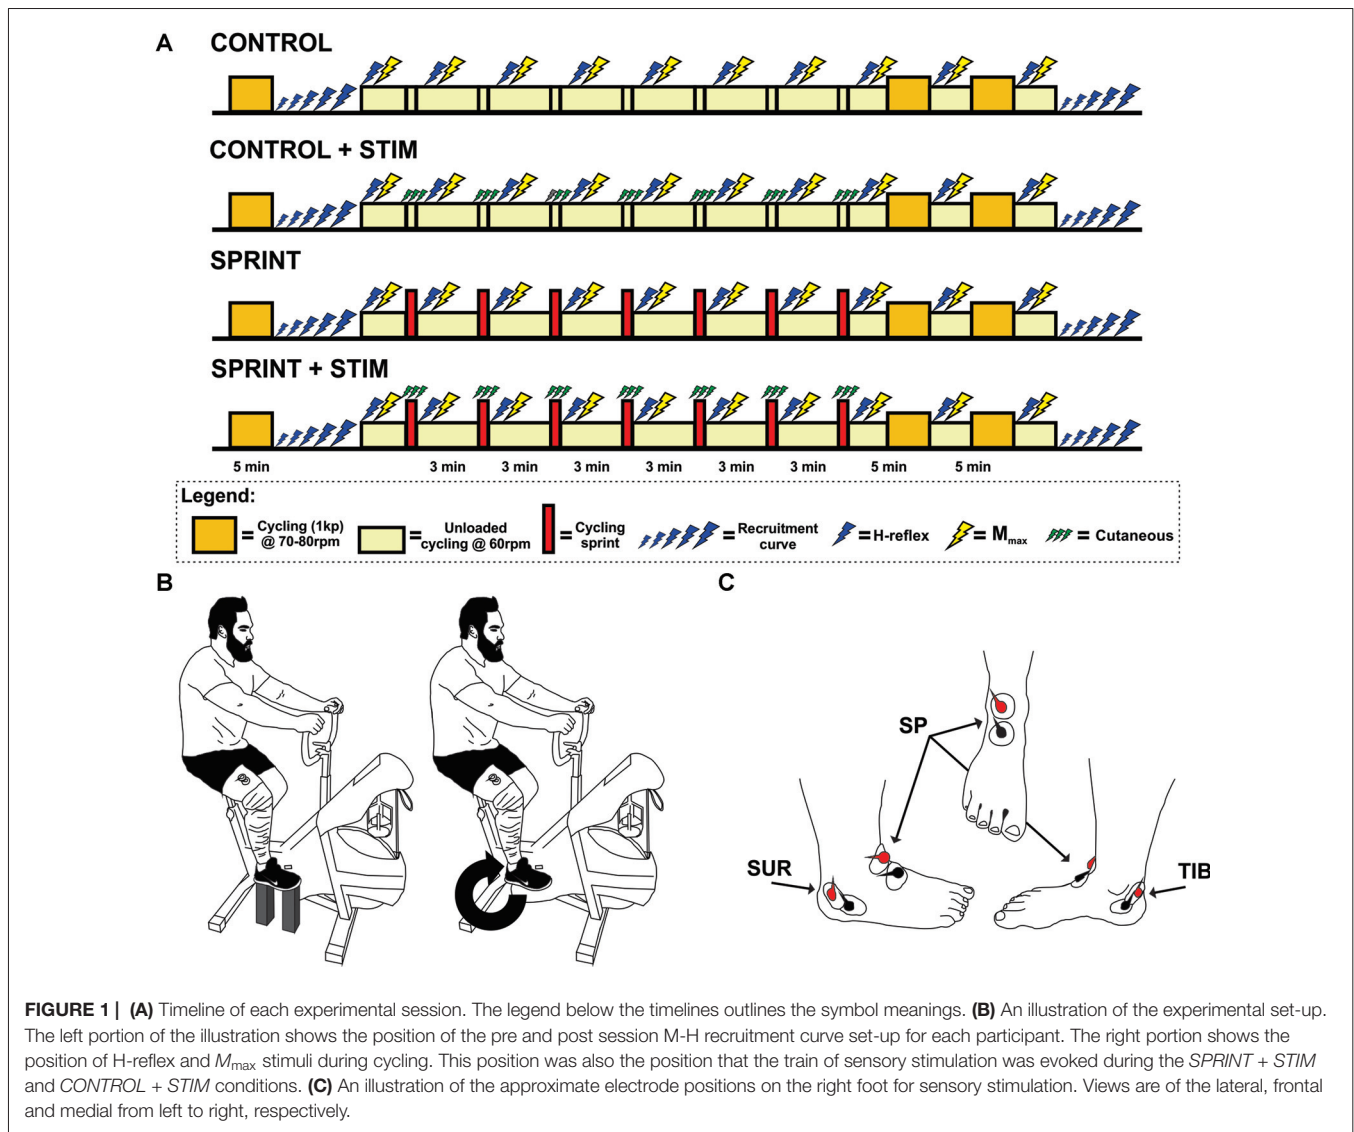 A CONTROL
CONTROL + STIM
SPRINT
SPRINT + STIM
5 min 3 min 3 min 3 min 3 min 3 min 3 min 5 min 5 min
Legend:
= Cycling (1kp) @ 70-80rpm
= Unloaded cycling @ 60rpm
= Cycling sprint
= Recruitment curve
= H-reflex
= Mmax
= Cutaneous
B
C
SP
SUR
TIB
FIGURE 1 | (A) Timeline of each experimental session. The legend below the timelines outlines the symbol meanings. (B) An illustration of the experimental set-up.
The left portion of the illustration shows the position of the pre and post session M-H recruitment curve set-up for each participant. The right portion shows the
position of H-reflex and Mmax stimuli during cycling. This position was also the position that the train of sensory stimulation was evoked during the SPRINT + STIM
and CONTROL + STIM conditions. (C) An illustration of the approximate electrode positions on the right foot for sensory stimulation. Views are of the lateral, frontal
and medial from left to right, respectively.